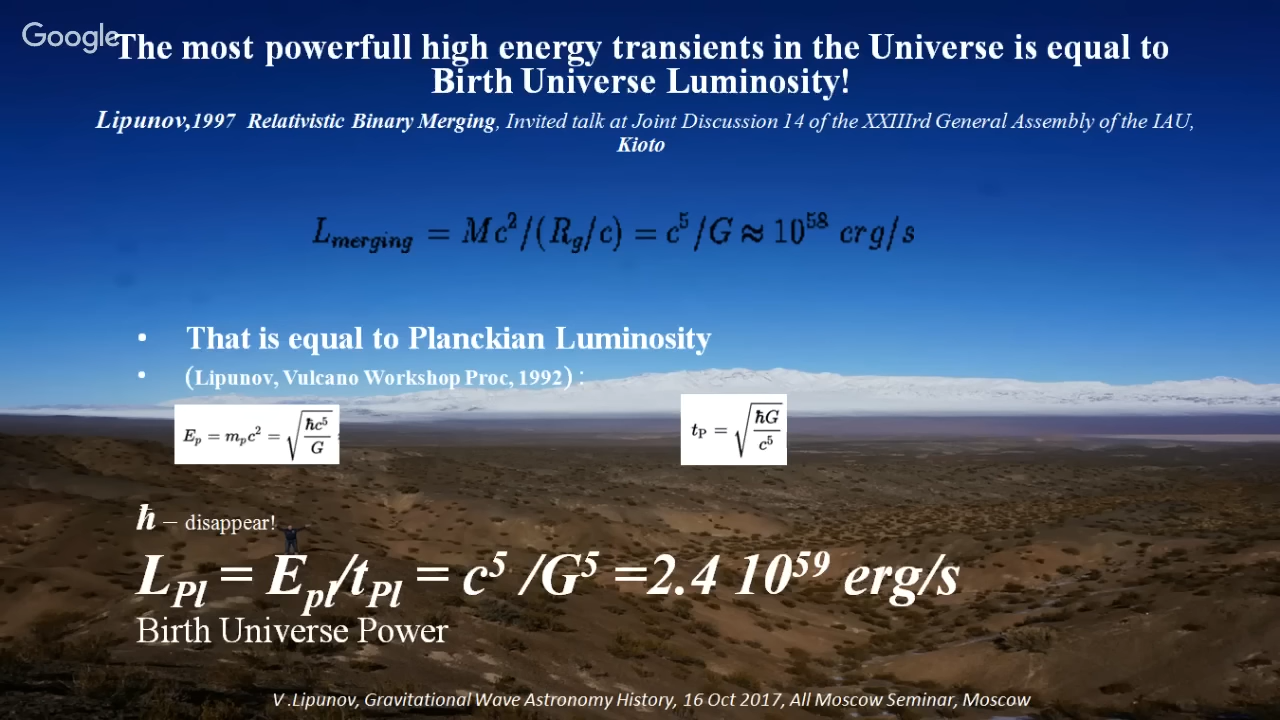 Google
The most powerfull high energy transients in the Universe is equal to
Birth Universe Luminosity!
Lipunov,1997 Relativistic Binary Merging, Invited talk at Joint Discussion 14 of the XXIIIrd General Assembly of the IAU,
Kioto
L_merging = Mc²/(R_g/c) = c⁵/G ≈ 10⁵⁸ erg/s
• That is equal to Planckian Luminosity
• (Lipunov, Vulcano Workshop Proc, 1992) :
E_p = m_p c² = √(ħc⁵/G)
t_P = √(ħG/c⁵)
ħ – disappear!
L_Pl = E_pl/t_Pl = c⁵ /G⁵ =2.4 10⁵⁹ erg/s
Birth Universe Power
V .Lipunov, Gravitational Wave Astronomy History, 16 Oct 2017, All Moscow Seminar, Moscow